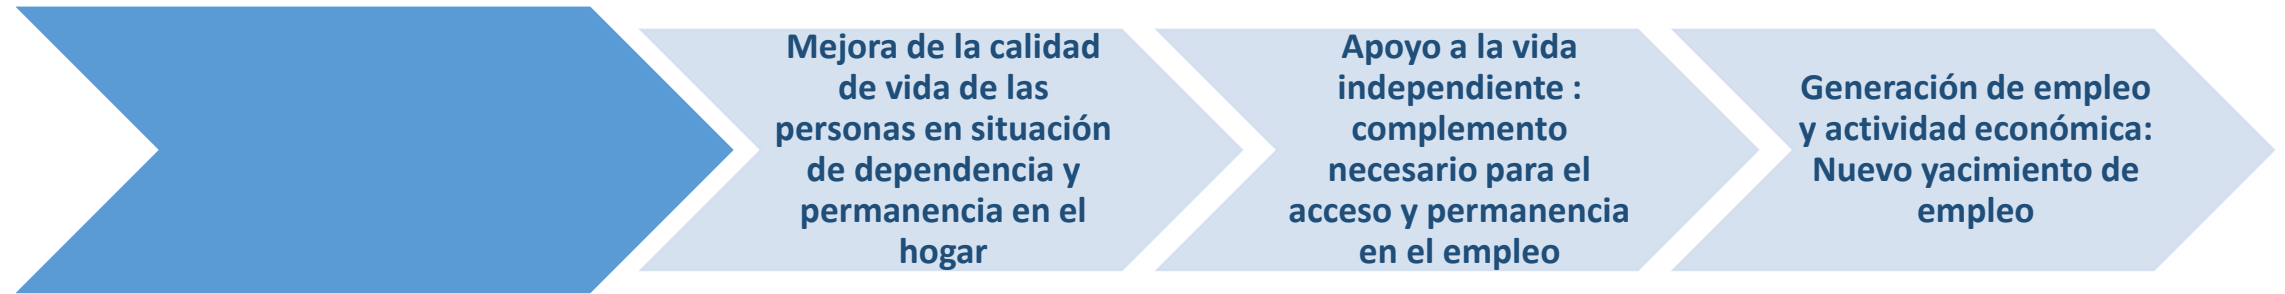 Mejora de la calidad
de vida de las
personas en situación
de dependencia y
permanencia en el
hogar
Apoyo a la vida
independiente :
complemento
necesario para el
acceso y permanencia
en el empleo
Generación de empleo
y actividad económica:
Nuevo yacimiento de
empleo